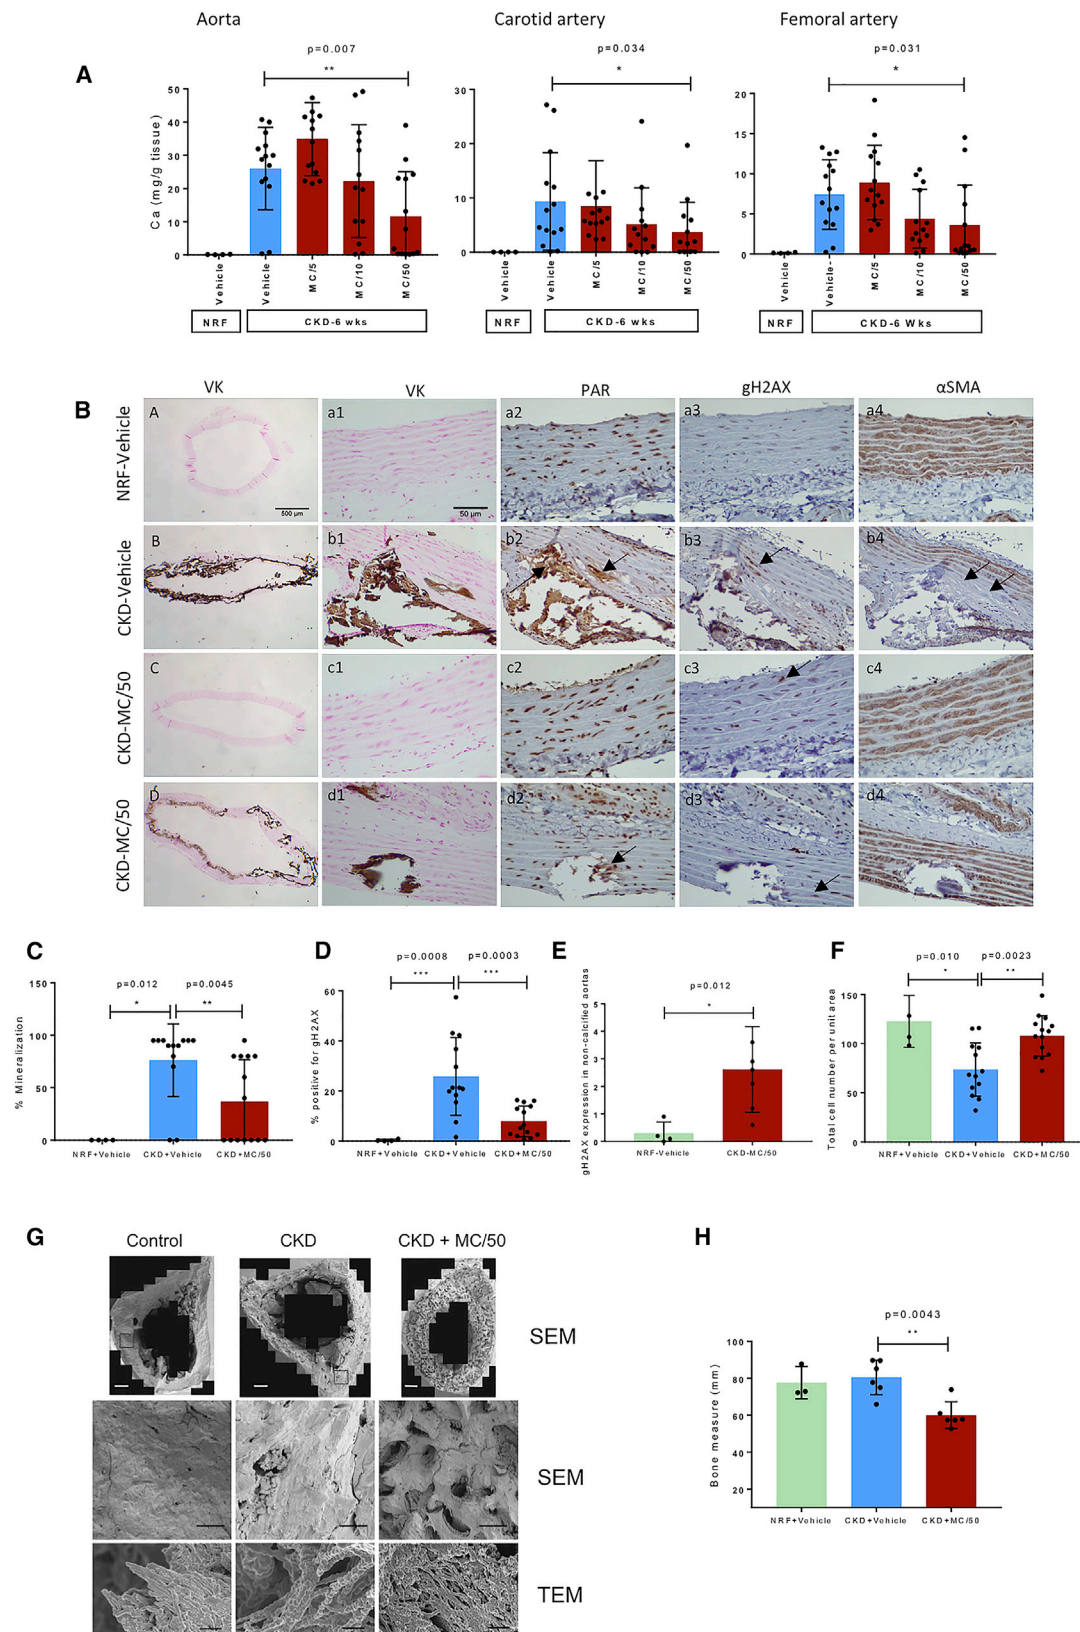 Aorta
Carotid artery
Femoral artery
A
p=0.007
**
p=0.034
*
p=0.031
*
Ca (mg/g tissue)
50
40
30
20
10
0
30
20
10
0
20
15
10
5
0
Vehicle
Vehicle
MC/5
MC/10
MC/50
NRF
CKD-6 wks
Vehicle
Vehicle
MC/5
MC/10
MC/50
NRF
CKD-6 wks
Vehicle
Vehicle-
MC/5
MC/10
MC/50
NRF
CKD-6 Wks
B
VK
VK
PAR
gH2AX
αSMA
NRF-Vehicle
A
500 µm
a1
50 µm
a2
a3
a4
CKD-Vehicle
B
b1
b2
b3
b4
CKD-MC/50
C
c1
c2
c3
c4
CKD-MC/50
D
d1
d2
d3
d4
C
p=0.012
p=0.0045
*
**
% Mineralization
150
100
50
0
NRF+Vehicle
CKD+Vehicle
CKD+MC/50
D
p=0.0008
p=0.0003
***
***
% positive for gH2AX
60
40
20
0
NRF+Vehicle
CKD+Vehicle
CKD+MC/50
E
p=0.012
*
gH2AX expression in non-calcified aortas
5
4
3
2
1
0
NRF-Vehicle
CKD-MC/50
F
p=0.010
p=0.0023
*
**
Total cell number per unit area
150
100
50
0
NRF+Vehicle
CKD+Vehicle
CKD+MC/50
G
Control
CKD
CKD + MC/50
SEM
SEM
TEM
H
p=0.0043
**
Bone measure (mm)
100
80
60
40
20
NRF+Vehicle
CKD+Vehicle
CKD+MC/50